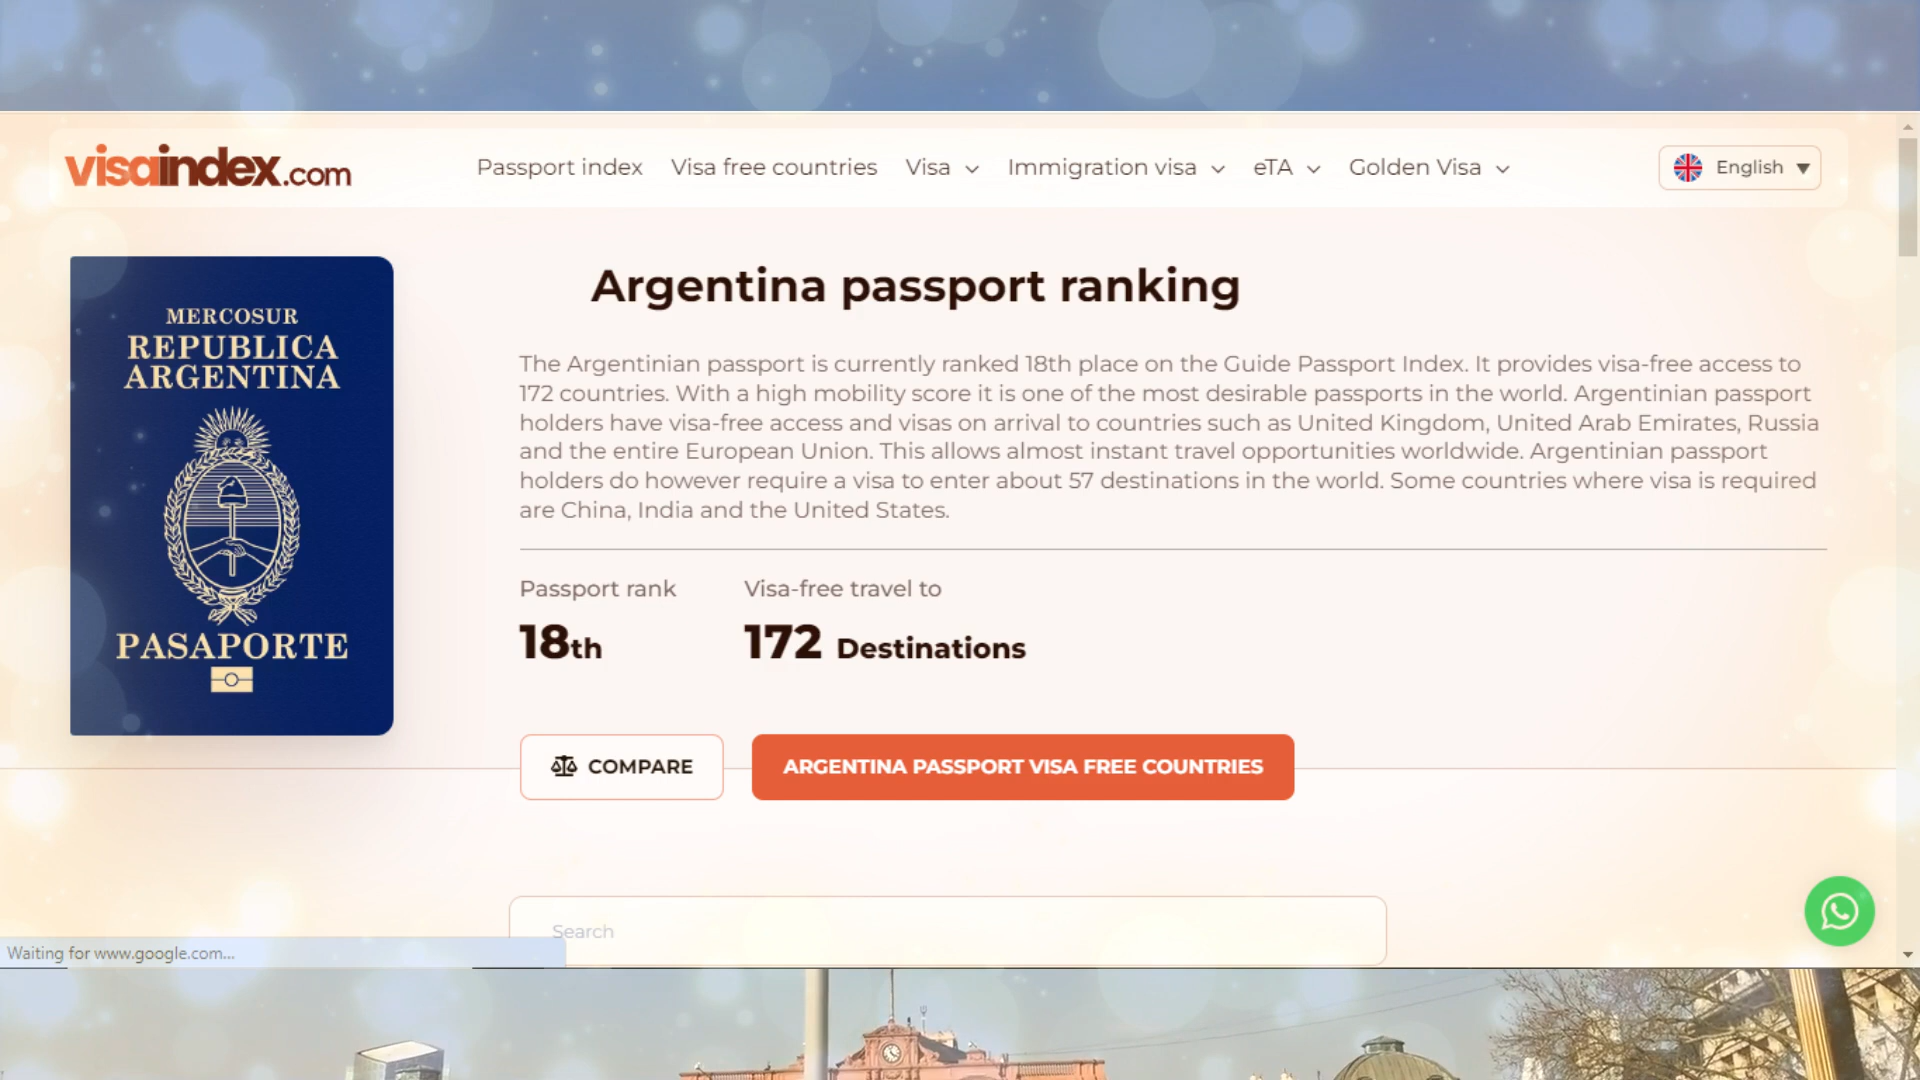 visaindex.com
Passport index
Visa free countries
Visa
Immigration visa
eTA
Golden Visa
English
MERCOSUR
REPUBLICA
ARGENTINA
PASAPORTE
Argentina passport ranking
The Argentinian passport is currently ranked 18th place on the Guide Passport Index. It provides visa-free access to
172 countries. With a high mobility score it is one of the most desirable passports in the world. Argentinian passport
holders have visa-free access and visas on arrival to countries such as United Kingdom, United Arab Emirates, Russia
and the entire European Union. This allows almost instant travel opportunities worldwide. Argentinian passport
holders do however require a visa to enter about 57 destinations in the world. Some countries where visa is required
are China, India and the United States.
Passport rank
18th
Visa-free travel to
172 Destinations
COMPARE
ARGENTINA PASSPORT VISA FREE COUNTRIES
Search
Waiting for www.google.com...